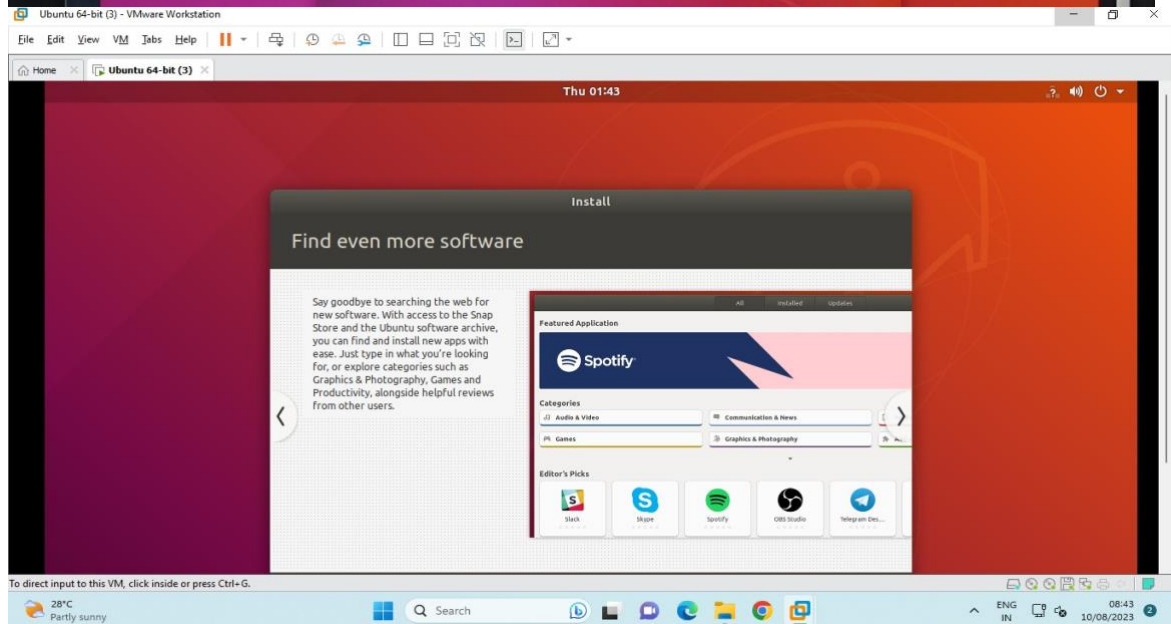 Ubuntu 64-bit (3) - VMware Workstation
File Edit View VM Tabs Help
Home Ubuntu 64-bit (3)
Thu 01:43
Install
Find even more software
Say goodbye to searching the web for
new software. With access to the Snap
Store and the Ubuntu software archive,
you can find and install new apps with
ease. Just type in what you're looking
for, or explore categories such as
Graphics & Photography, Games and
Productivity, alongside helpful reviews
from other users.
All Installed Updates
Featured Application
Spotify
Categories
Audio & Video Communication & News
Games Graphics & Photography
Editor's Picks
Slack Skype Spotify OBS Studio Telegram Des...
To direct input to this VM, click inside or press Ctrl+G.
28°C
Partly sunny
Search
ENG
IN
08:43
10/08/2023
2